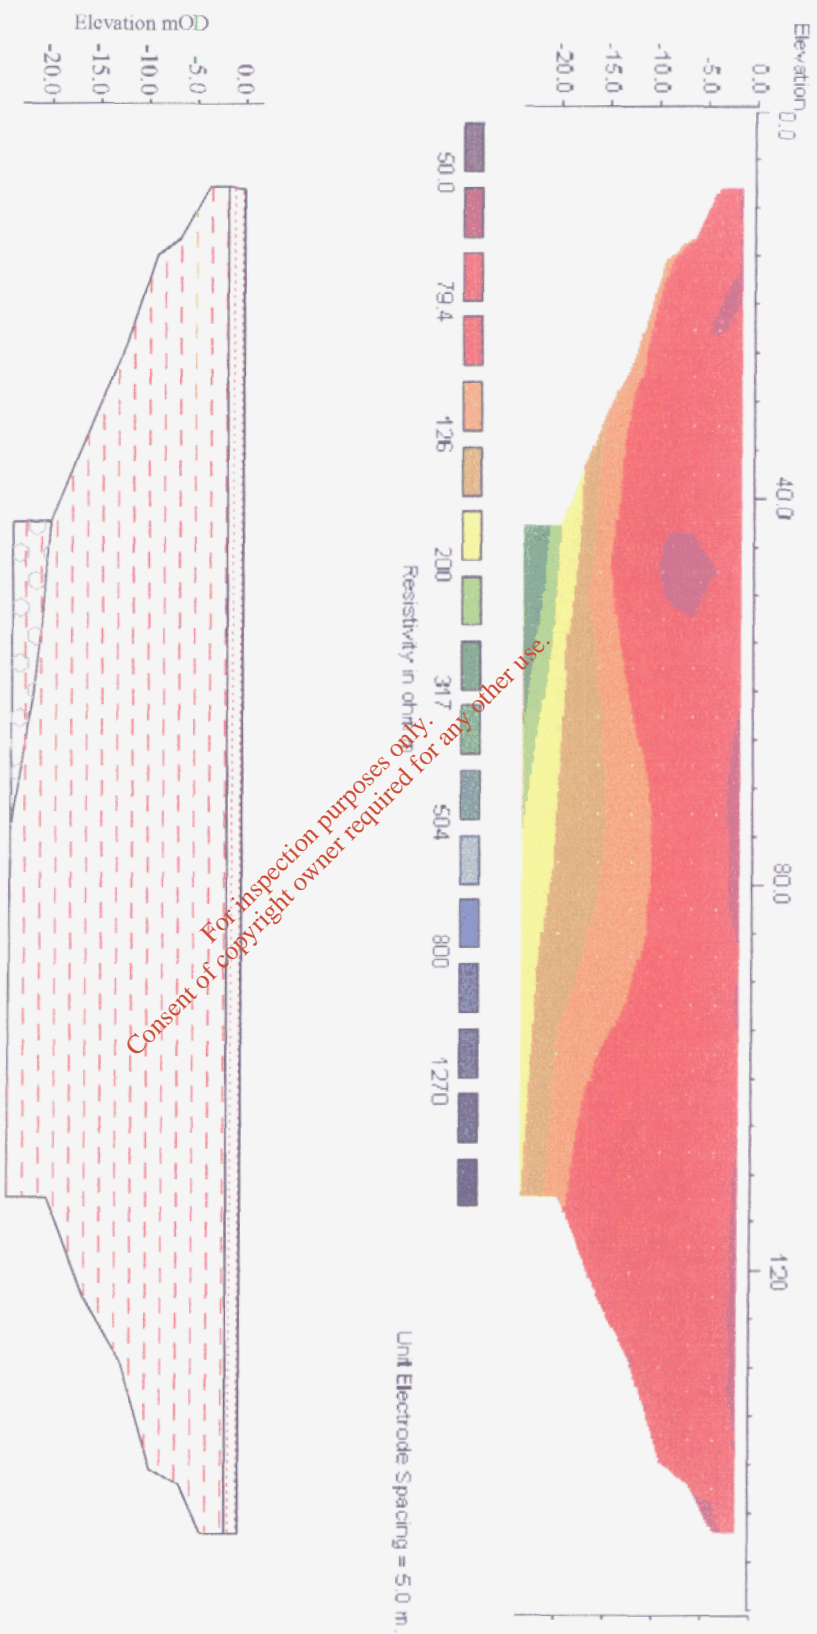 Elevation
0.0 40.0 80.0 120
0.0
-5.0
-10.0
-15.0
-20.0
50.0 79.4 126 200 317 504 800 1270
Resistivity in
Unit Electrode Spacing = 5.0 m.
Elevation mOD
0.0
-5.0
-10.0
-15.0
-20.0
For inspection purposes only.
Consent of copyright owner required for any other use.